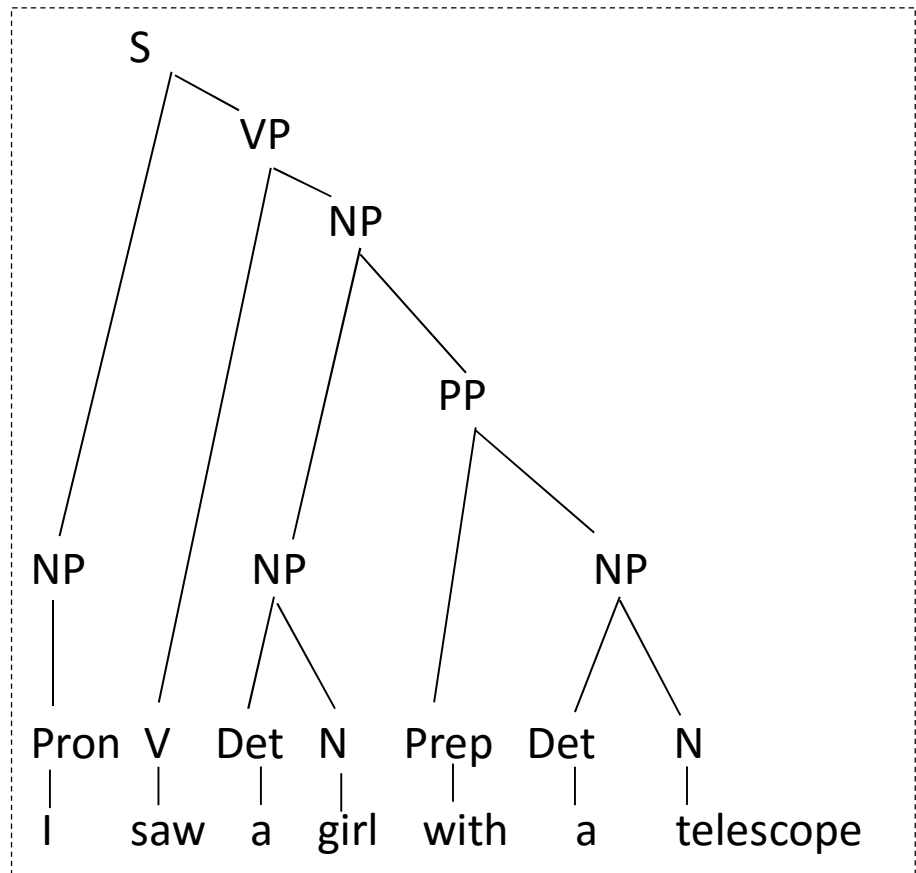 S
VP
NP
PP
NP NP NP
Pron V Det N Prep Det N
I saw a girl with a telescope